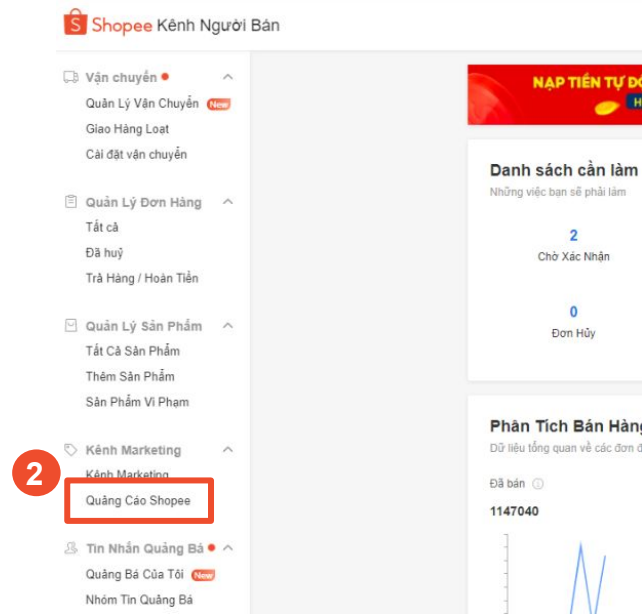 Shopee Kênh Người Bán
Vận chuyển
Quản Lý Vận Chuyển New
Giao Hàng Loạt
Cài đặt vận chuyển
Quản Lý Đơn Hàng
Tất cả
Đã huỷ
Trả Hàng / Hoàn Tiền
Quản Lý Sản Phẩm
Tất Cả Sản Phẩm
Thêm Sản Phẩm
Sản Phẩm Vi Phạm
Kênh Marketing
Kênh Marketing
2
Quảng Cáo Shopee
Tin Nhắn Quảng Bá
Quảng Bá Của Tôi New
Nhóm Tin Quảng Bá
NẠP TIỀN TỰ
Danh sách cần làm
Những việc bạn sẽ phải làm
2
Chờ Xác Nhận
0
Đơn Hủy
Phân Tích Bán Hàng
Dữ liệu tổng quan về các đơn
Đã bán
1147040